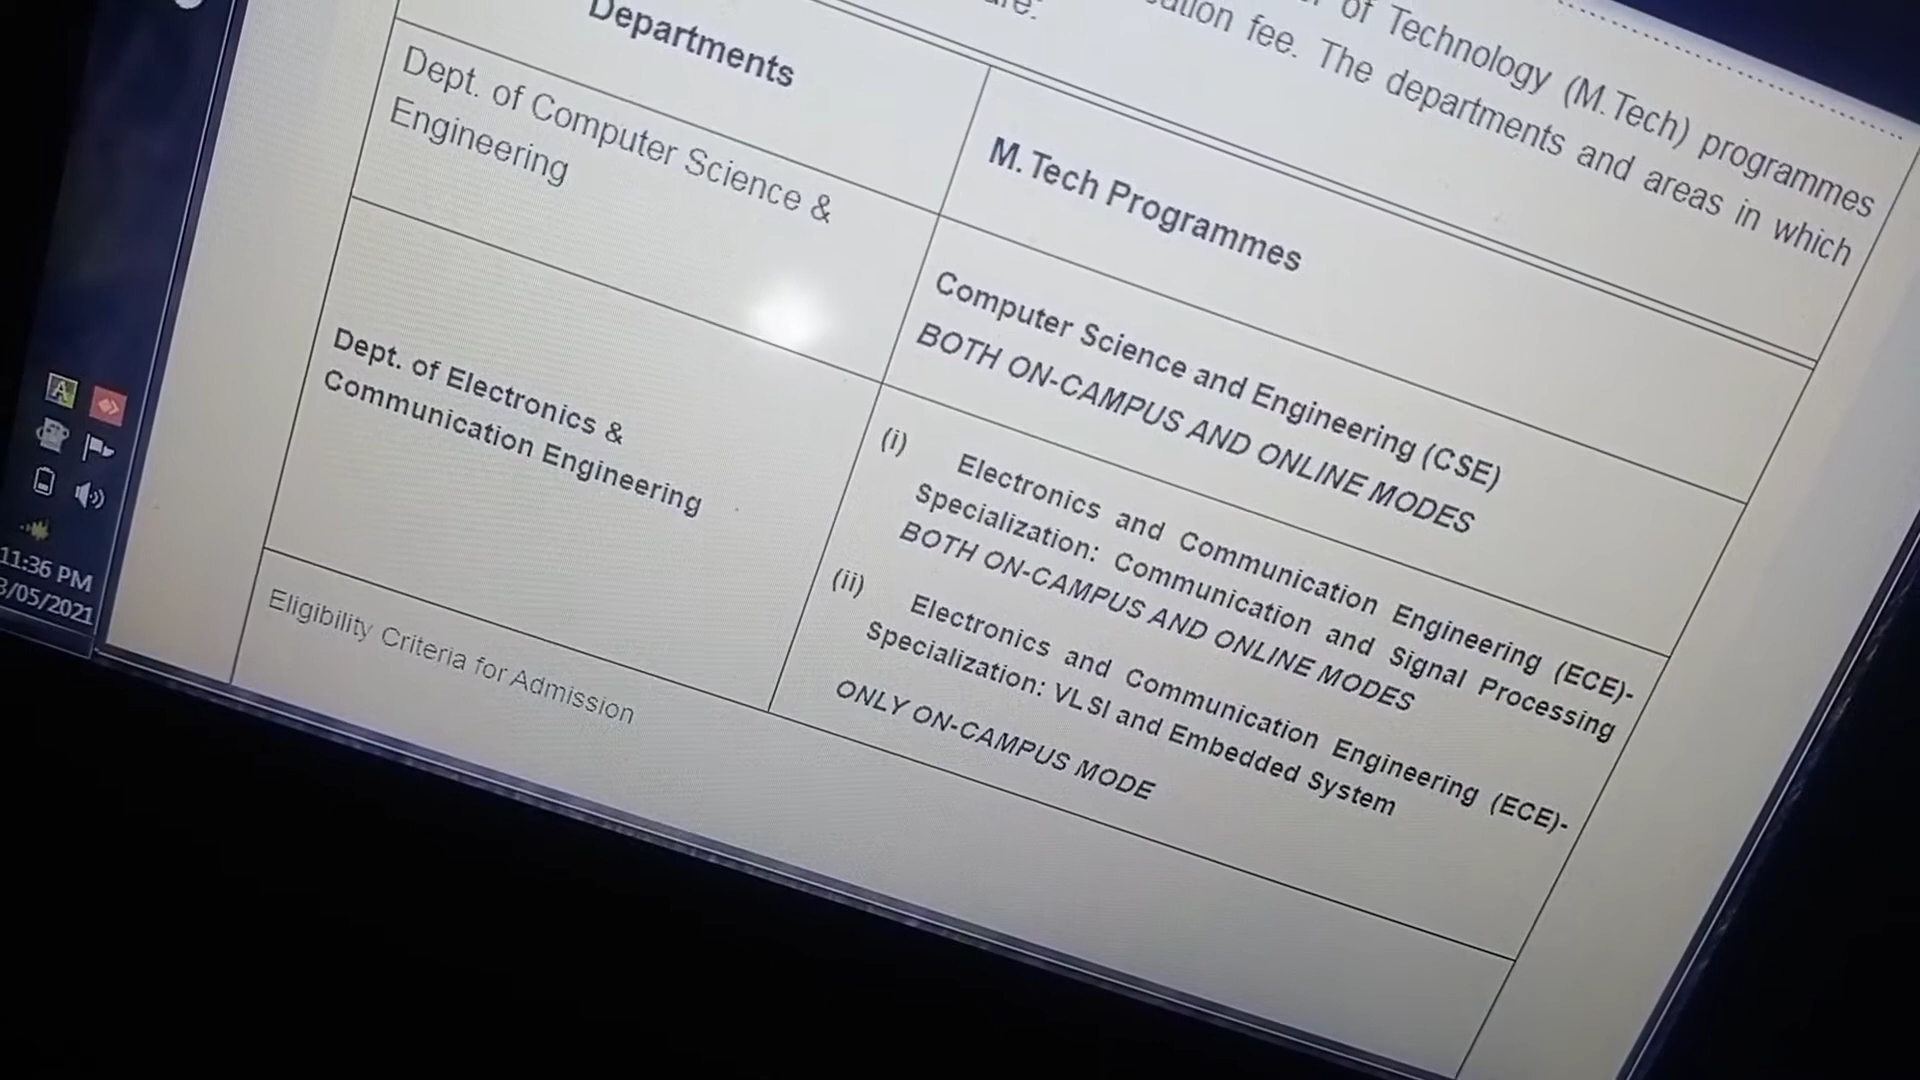 of Technology (M.Tech) programmes
fee. The departments and areas in which
Departments
M. Tech Programmes
Dept. of Computer Science &
Engineering
Computer Science and Engineering (CSE)
BOTH ON-CAMPUS AND ONLINE MODES
Dept. of Electronics &
Communication Engineering
(i) Electronics and Communication Engineering (ECE)-
Specialization: Communication and Signal Processing
BOTH ON-CAMPUS AND ONLINE MODES
(ii) Electronics and Communication Engineering (ECE)-
Specialization: VLSI and Embedded System
ONLY ON-CAMPUS MODE
Eligibility Criteria for Admission
A
11:36 PM
/05/2021